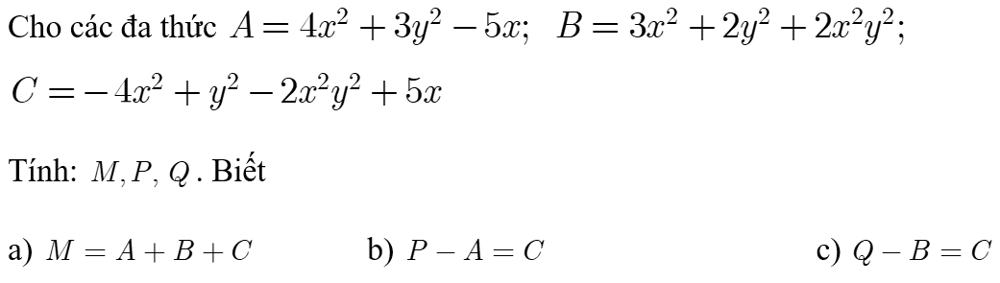 Cho các đa thức A = 4x² + 3y² − 5x; B = 3x² + 2y² + 2x²y²;
C = − 4x² + y² − 2x²y² + 5x
Tính: M, P, Q . Biết
a) M = A + B + C b) P − A = C c) Q − B = C